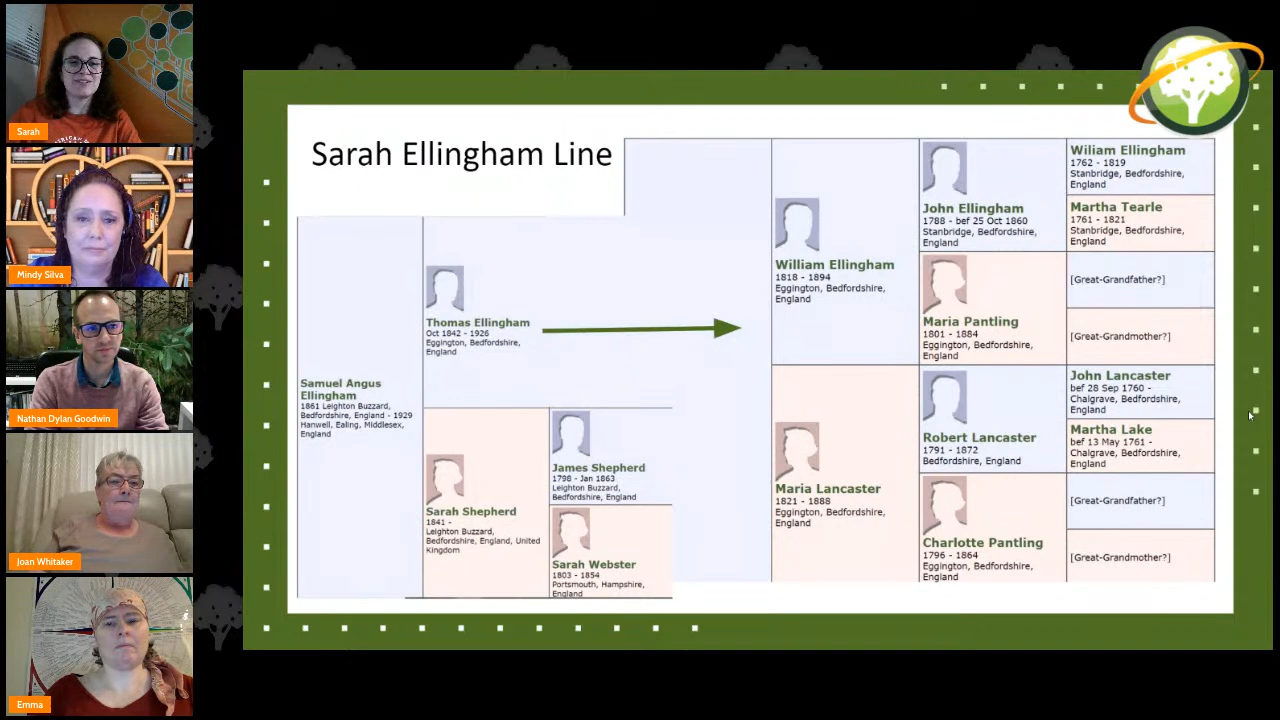 Sarah
Mindy Silva
Nathan Dylan Goodwin
Joan Whitaker
Emma
Sarah Ellingham Line
Samuel Angus
Ellingham
1861 Leighton Buzzard,
Bedfordshire, England - 1929
Hanwell, Ealing, Middlesex,
England
Thomas Ellingham
Oct 1842 - 1926
Eggington, Bedfordshire,
England
Sarah Shepherd
1841 -
Leighton Buzzard,
Bedfordshire, England, United
Kingdom
James Shepherd
1798 - Jan 1863
Leighton Buzzard,
Bedfordshire, England
Sarah Webster
1803 - 1854
Portsmouth, Hampshire,
England
William Ellingham
1818 - 1894
Eggington, Bedfordshire,
England
Maria Lancaster
1821 - 1888
Eggington, Bedfordshire,
England
John Ellingham
1788 - bef 25 Oct 1860
Stanbridge, Bedfordshire,
England
Maria Pantling
1801 - 1884
Eggington, Bedfordshire,
England
Robert Lancaster
1791 - 1872
Bedfordshire, England
Charlotte Pantling
1796 - 1864
Eggington, Bedfordshire,
England
Wiliam Ellingham
1762 - 1819
Stanbridge, Bedfordshire,
England
Martha Tearle
1761 - 1821
Stanbridge, Bedfordshire,
England
[Great-Grandfather?]
[Great-Grandmother?]
John Lancaster
bef 28 Sep 1760 -
Chalgrave, Bedfordshire,
England
Martha Lake
bef 13 May 1761 -
Chalgrave, Bedfordshire,
England
[Great-Grandfather?]
[Great-Grandmother?]